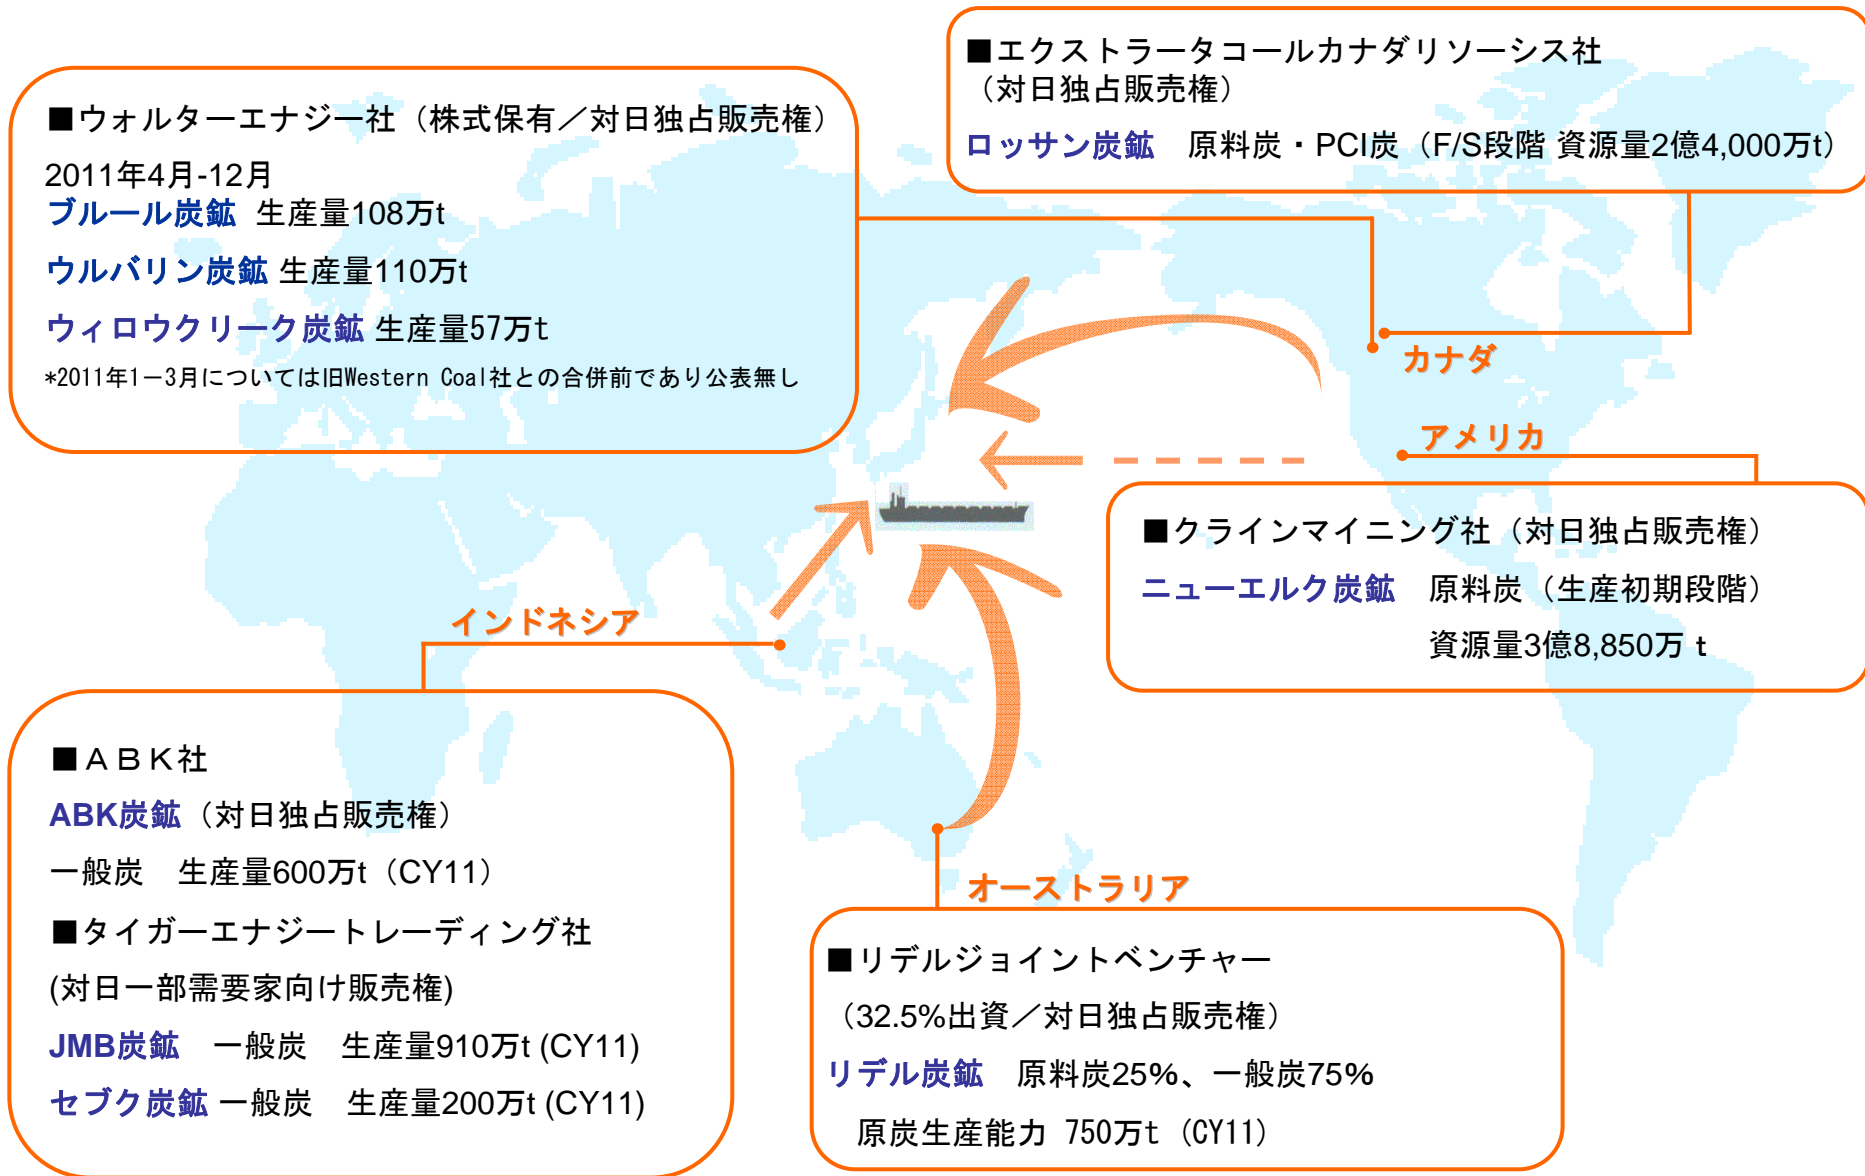 ■ウォルターエナジー社（株式保有／対日独占販売権）
2011年4月-12月
ブルール炭鉱 生産量108万t
ウルバリン炭鉱 生産量110万t
ウィロウクリーク炭鉱 生産量57万t
*2011年1－3月については旧Western Coal社との合併前であり公表無し
■エクストラータコールカナダリソーシス社
（対日独占販売権）
ロッサン炭鉱　原料炭・PCI炭（F/S段階 資源量2億4,000万t）
カナダ
アメリカ
■クラインマイニング社（対日独占販売権）
ニューエルク炭鉱　原料炭（生産初期段階）
資源量3億8,850万 t
インドネシア
■ＡＢＫ社
ABK炭鉱（対日独占販売権）
一般炭　生産量600万t（CY11）
■タイガーエナジートレーディング社
(対日一部需要家向け販売権)
JMB炭鉱　一般炭　生産量910万t (CY11)
セブク炭鉱 一般炭　生産量200万t (CY11)
オーストラリア
■リデルジョイントベンチャー
（32.5%出資／対日独占販売権）
リデル炭鉱　原料炭25%、一般炭75%
原炭生産能力 750万t（CY11）